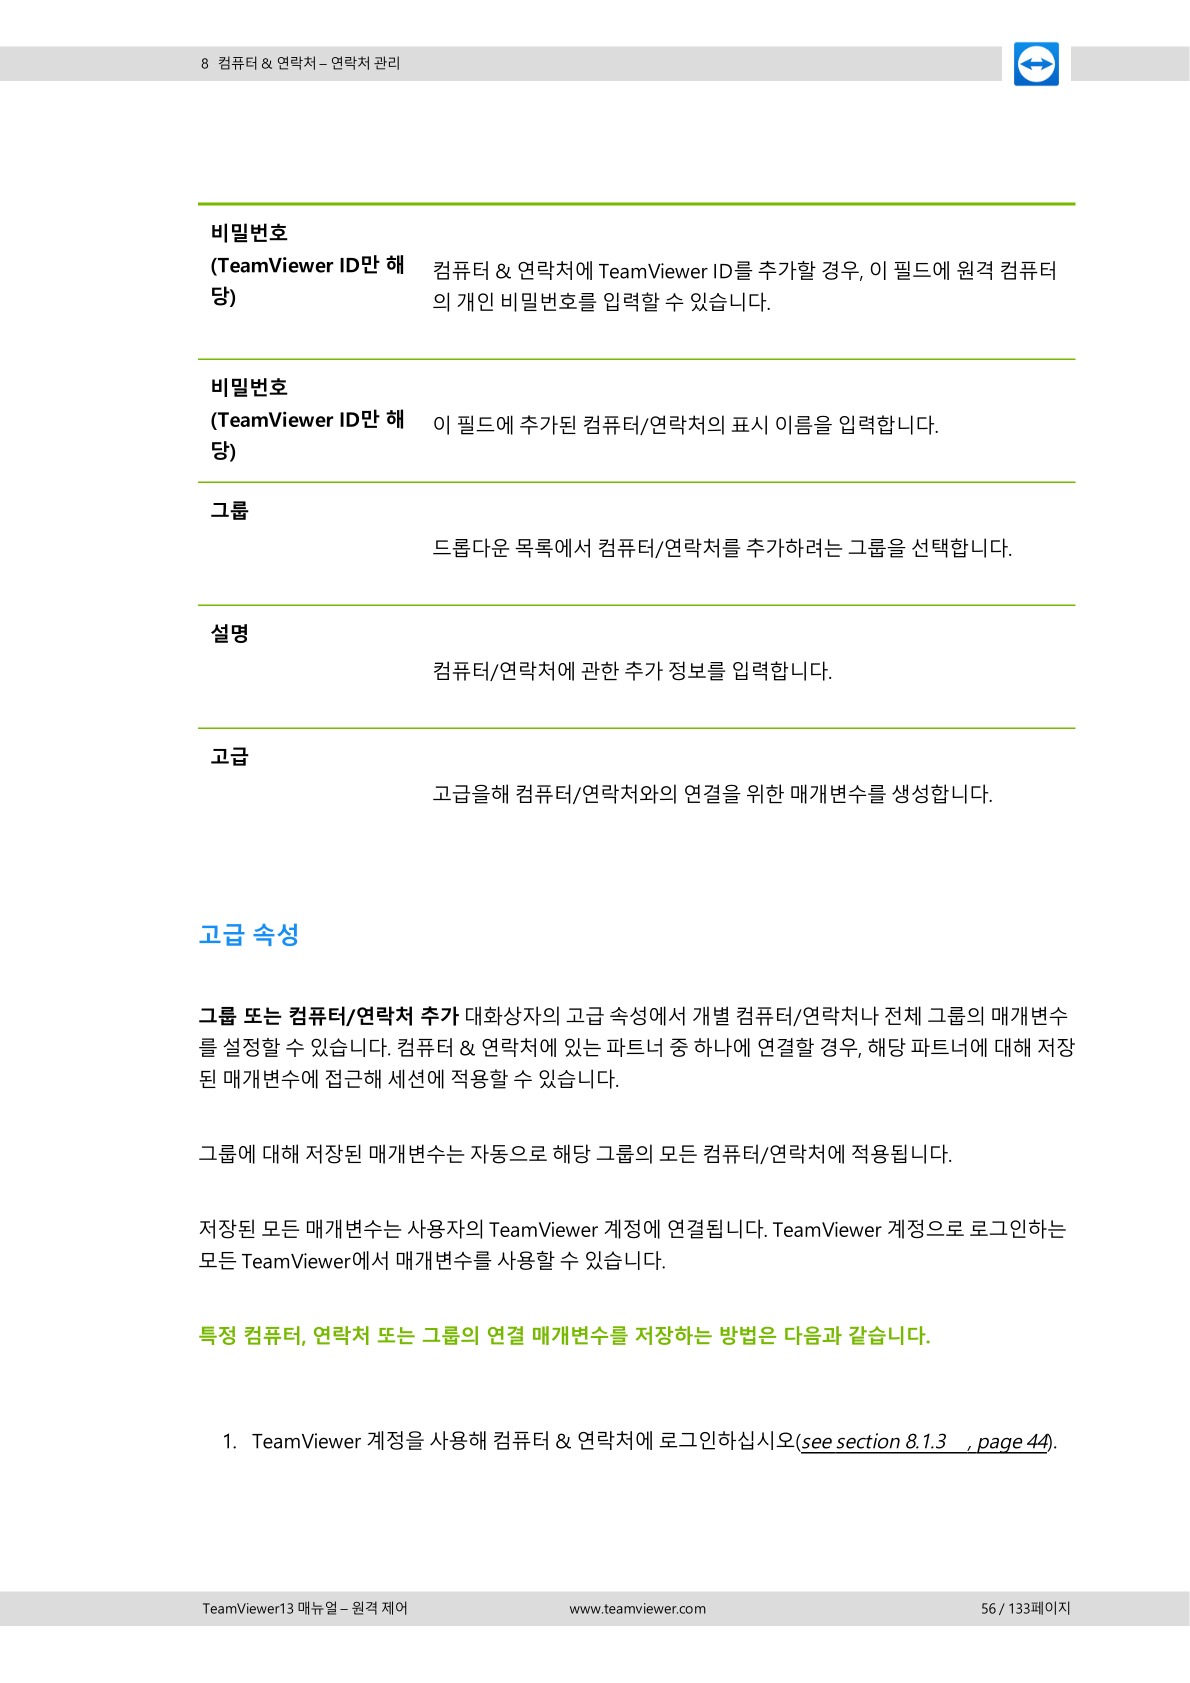 8 컴퓨터 & 연락처 – 연락처 관리
비밀번호
(TeamViewer ID만 해
당)
컴퓨터 & 연락처에 TeamViewer ID를 추가할 경우, 이 필드에 원격 컴퓨터
의 개인 비밀번호를 입력할 수 있습니다.
비밀번호
(TeamViewer ID만 해
당)
이 필드에 추가된 컴퓨터/연락처의 표시 이름을 입력합니다.
그룹
드롭다운 목록에서 컴퓨터/연락처를 추가하려는 그룹을 선택합니다.
설명
컴퓨터/연락처에 관한 추가 정보를 입력합니다.
고급
고급을해 컴퓨터/연락처와의 연결을 위한 매개변수를 생성합니다.
고급 속성
그룹 또는 컴퓨터/연락처 추가 대화상자의 고급 속성에서 개별 컴퓨터/연락처나 전체 그룹의 매개변수
를 설정할 수 있습니다. 컴퓨터 & 연락처에 있는 파트너 중 하나에 연결할 경우, 해당 파트너에 대해 저장
된 매개변수에 접근해 세션에 적용할 수 있습니다.
그룹에 대해 저장된 매개변수는 자동으로 해당 그룹의 모든 컴퓨터/연락처에 적용됩니다.
저장된 모든 매개변수는 사용자의 TeamViewer 계정에 연결됩니다. TeamViewer 계정으로 로그인하는
모든 TeamViewer에서 매개변수를 사용할 수 있습니다.
특정 컴퓨터, 연락처 또는 그룹의 연결 매개변수를 저장하는 방법은 다음과 같습니다.
1. TeamViewer 계정을 사용해 컴퓨터 & 연락처에 로그인하십시오(see section 8.1.3 , page 44).
TeamViewer13 매뉴얼 – 원격 제어 www.teamviewer.com 56 / 133페이지